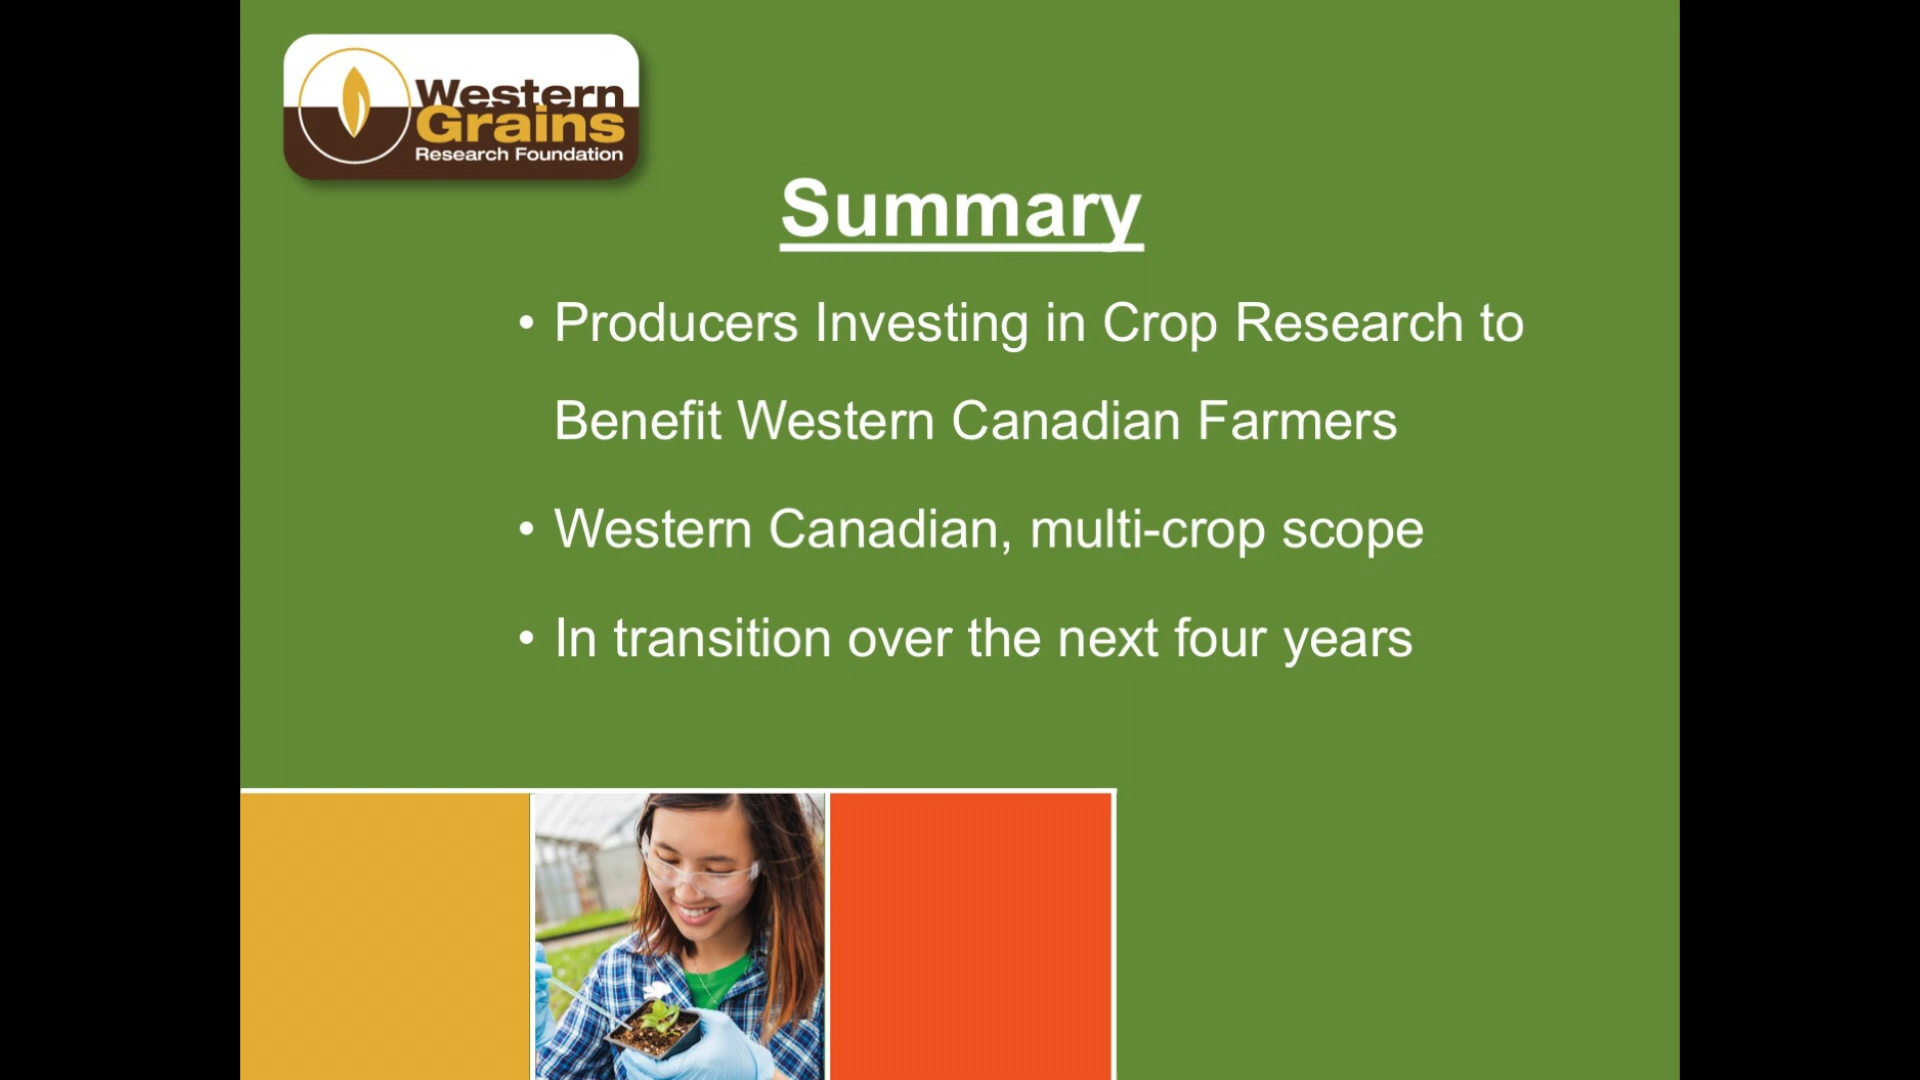 Western
Grains
Research Foundation
Summary
• Producers Investing in Crop Research to
Benefit Western Canadian Farmers
• Western Canadian, multi-crop scope
• In transition over the next four years